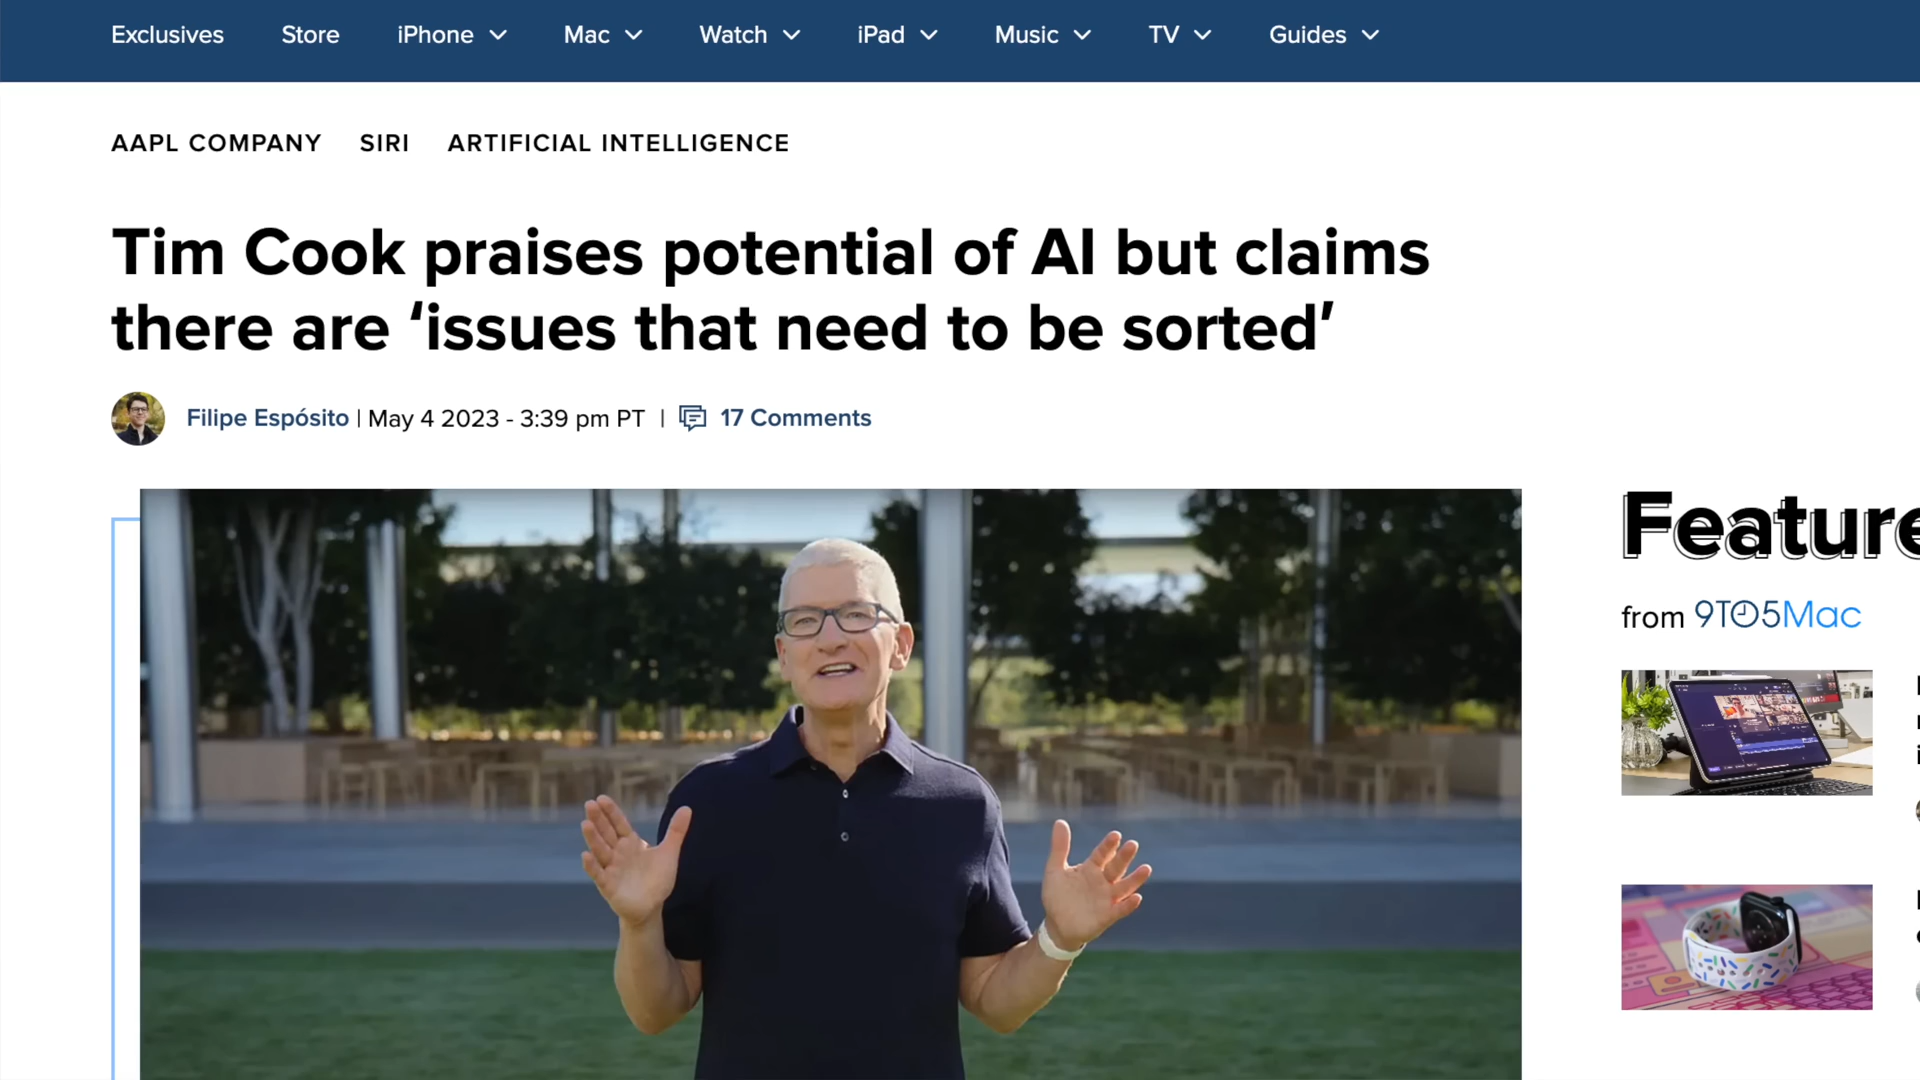 Exclusives Store iPhone Mac Watch iPad Music TV Guides
AAPL COMPANY SIRI ARTIFICIAL INTELLIGENCE
Tim Cook praises potential of AI but claims
there are ‘issues that need to be sorted’
Filipe Espósito | May 4 2023 - 3:39 pm PT | 17 Comments
Feature
from 9TO5Mac